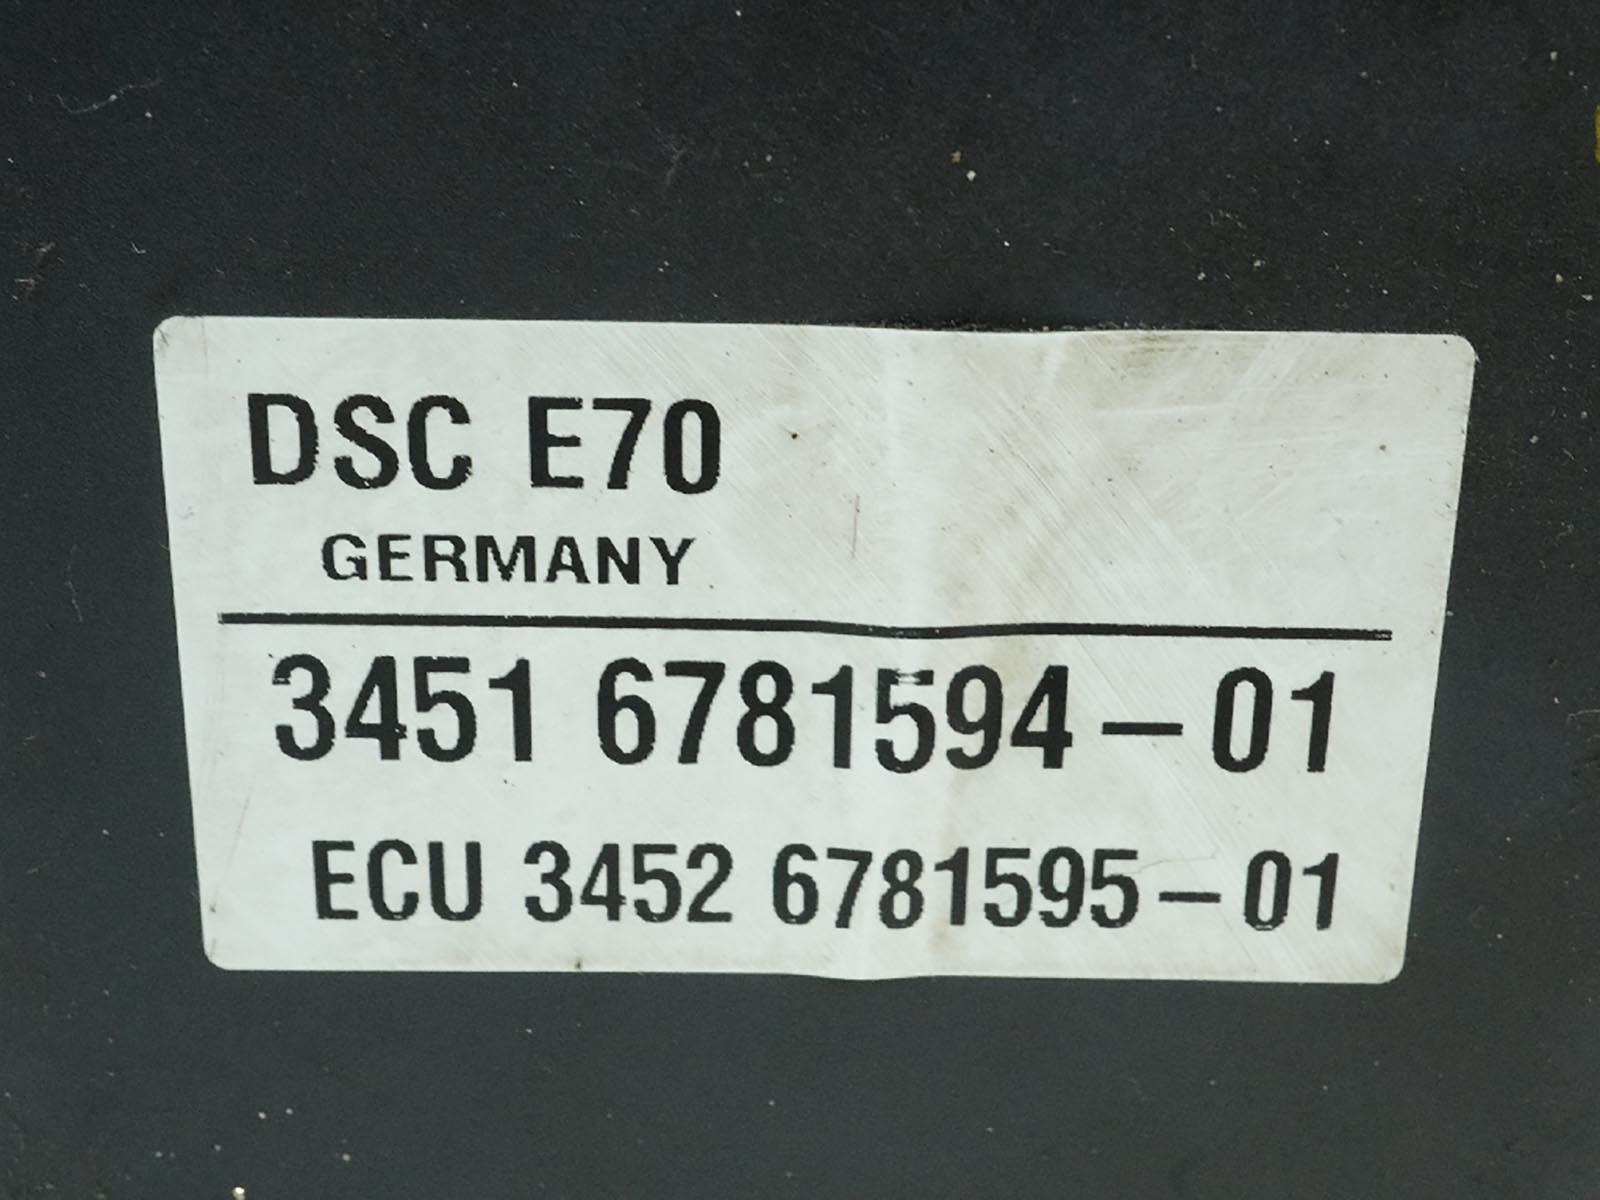 DSC E70
GERMANY
3451 6781594-01
ECU 3452 6781595-01